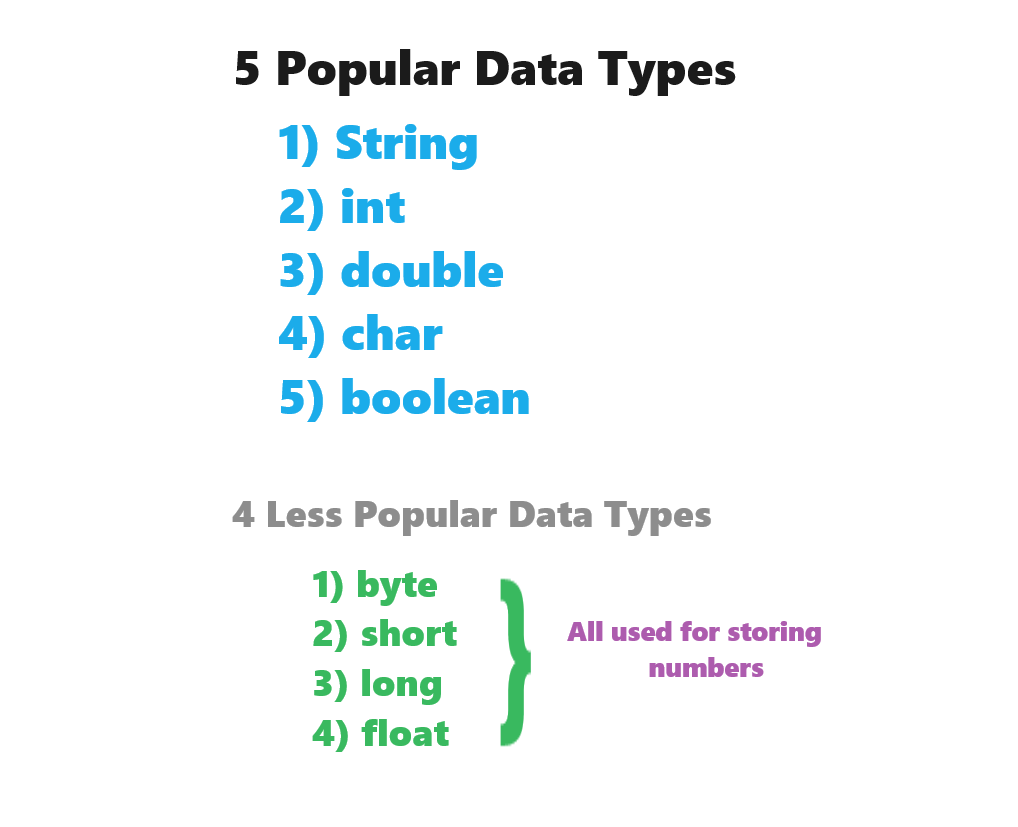 5 Popular Data Types
1) String
2) int
3) double
4) char
5) boolean
4 Less Popular Data Types
1) byte
2) short
3) long
4) float
All used for storing
numbers